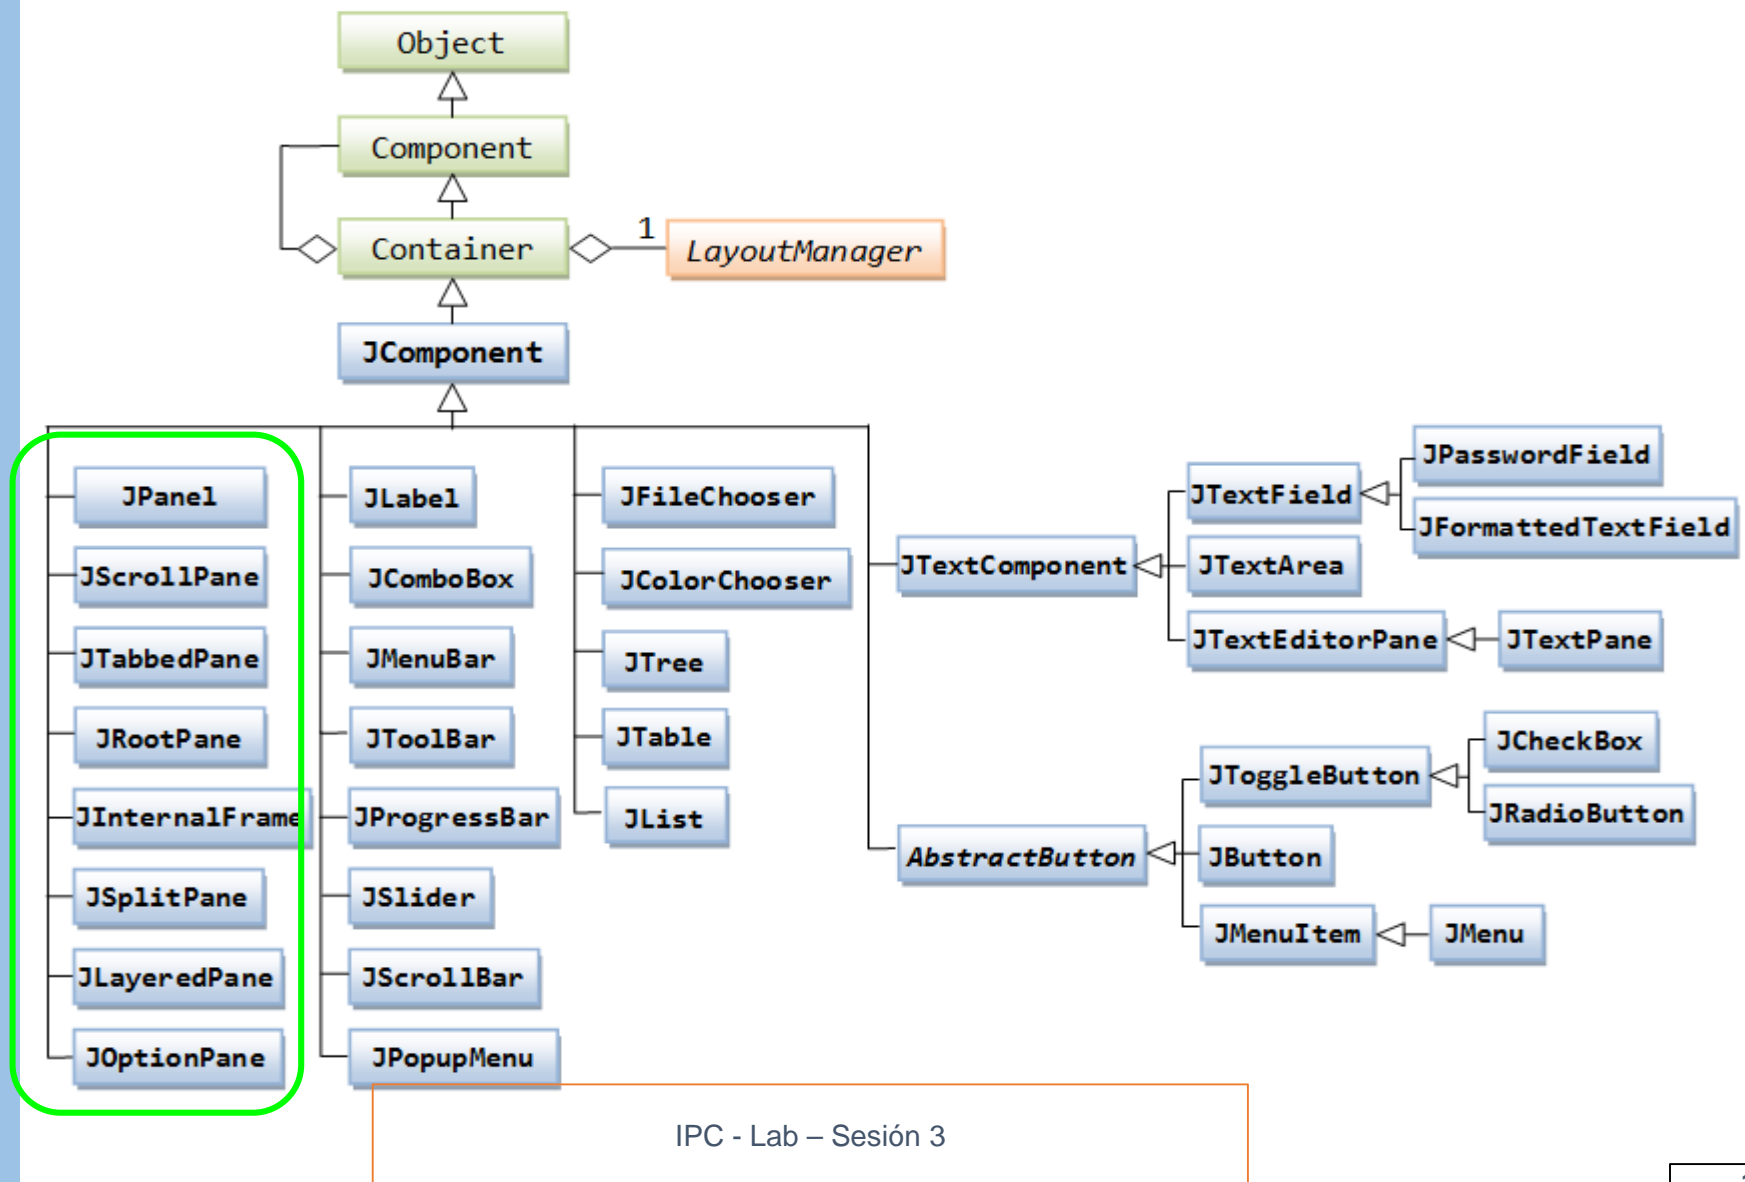 Object
Component
Container
1
LayoutManager
JComponent
JPanel
JScrollPane
JTabbedPane
JRootPane
JInternalFrame
JSplitPane
JLayeredPane
JOptionPane
JLabel
JComboBox
JMenuBar
JToolBar
JProgressBar
JSlider
JScrollBar
JPopupMenu
JFileChooser
JColorChooser
JTree
JTable
JList
JTextComponent
JTextField
JPasswordField
JFormattedTextField
JTextArea
JTextEditorPane
JTextPane
AbstractButton
JToggleButton
JCheckBox
JRadioButton
JButton
JMenuItem
JMenu
IPC - Lab – Sesión 3